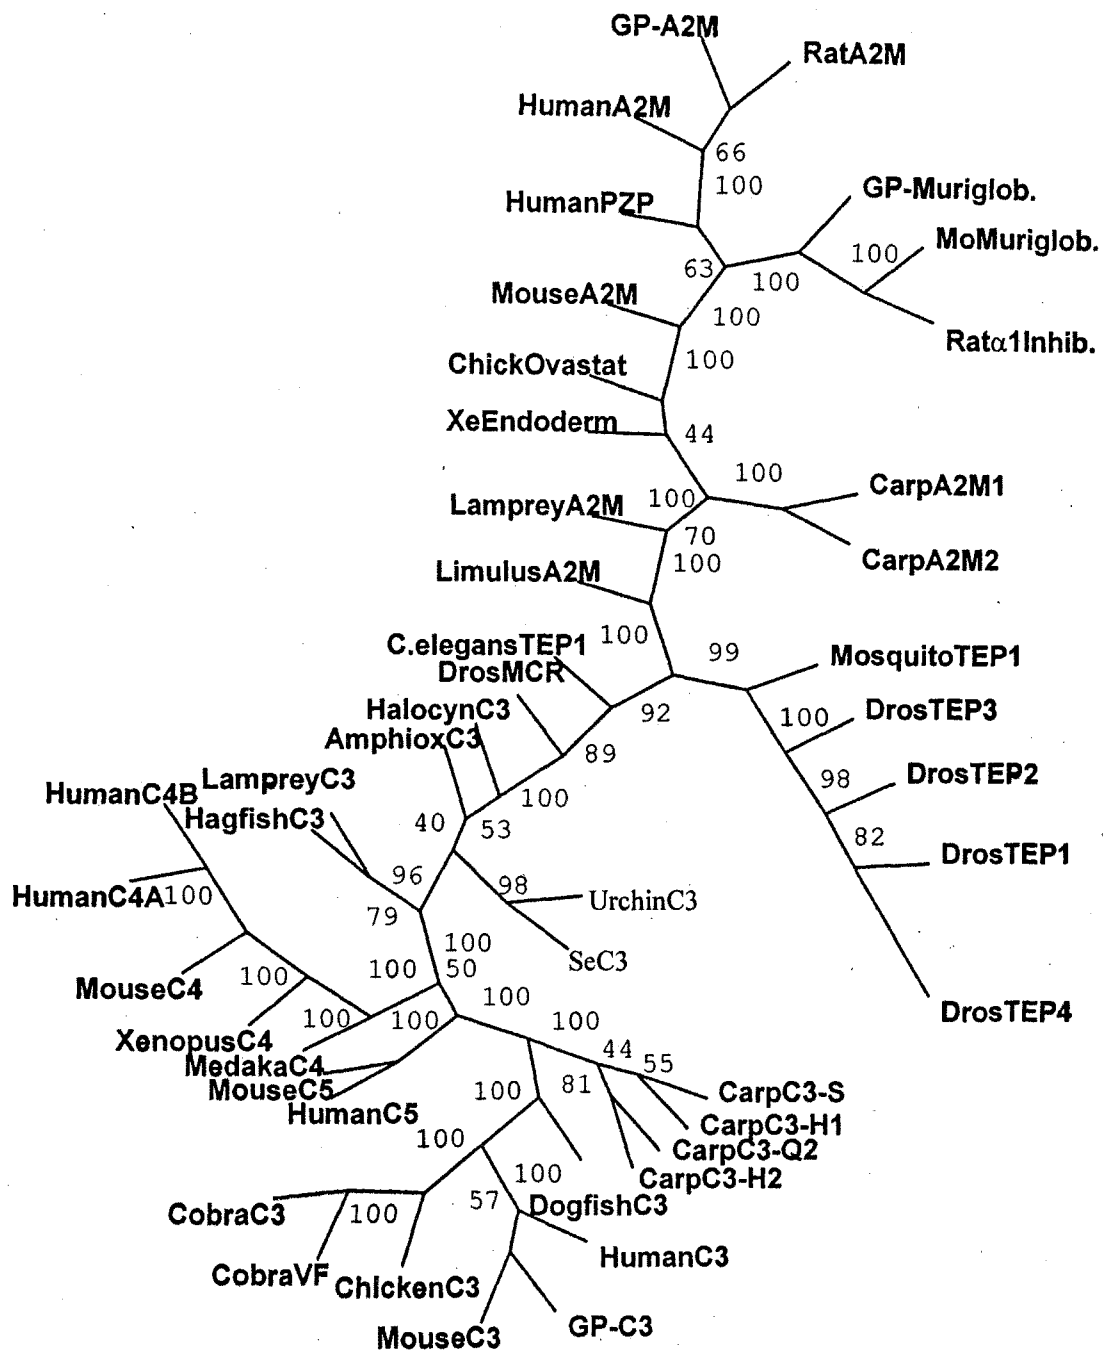 GP-A2M
RatA2M
HumanA2M
66
100
GP-Muriglob.
HumanPZP
MoMuriglob.
100
63
100
MouseA2M
100
Ratα1Inhib.
ChickOvastat
100
XeEndoderm
44
100
CarpA2M1
LampreyA2M
100
70
CarpA2M2
100
LimulusA2M
100
C.elegansTEP1
99
MosquitoTEP1
DrosMCR
HalocynC3
92
100
DrosTEP3
AmphioxC3
89
LampreyC3
98
DrosTEP2
HumanC4B
100
HagfishC3
40
53
82
DrosTEP1
96
98
HumanC4A
100
UrchinC3
79
100
SeC3
100
50
MouseC4
100
100
DrosTEP4
XenopusC4
100
100
100
MedakaC4
44
55
MouseC5
100
81
CarpC3-S
HumanC5
CarpC3-H1
100
CarpC3-Q2
100
CarpC3-H2
57
DogfishC3
CobraC3
100
HumanC3
CobraVF
ChickenC3
GP-C3
MouseC3